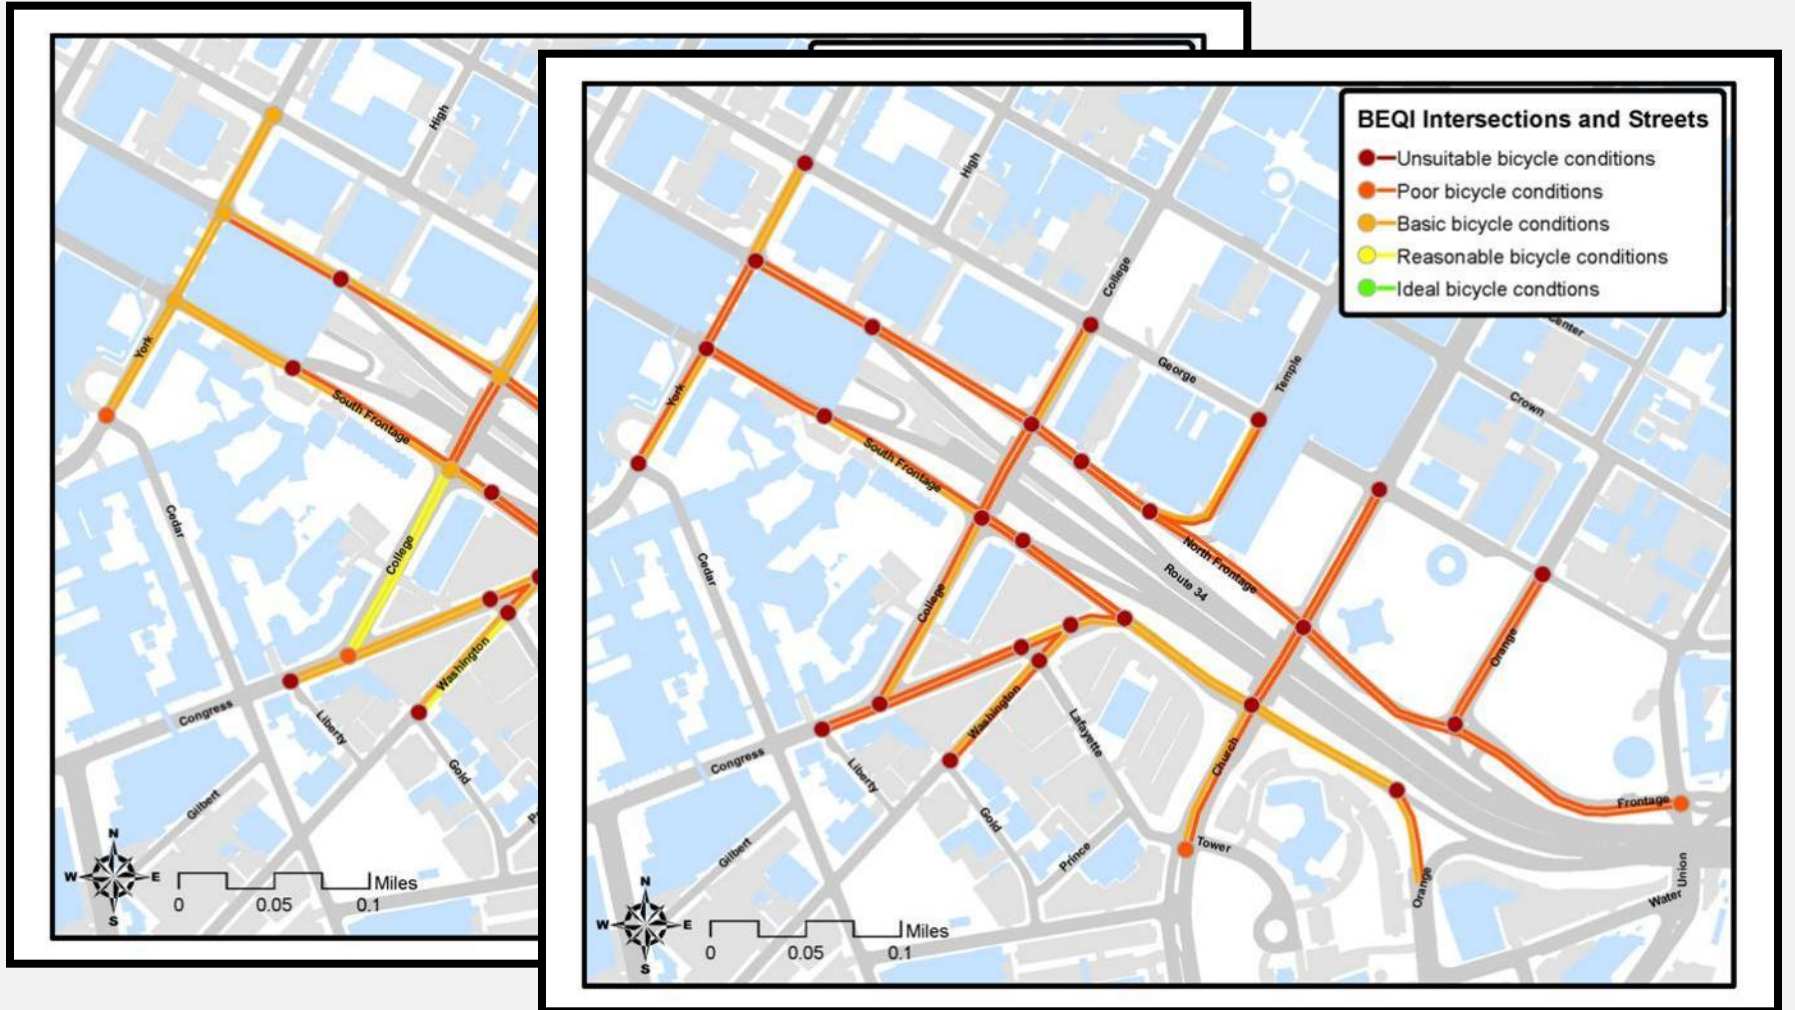 High
York
South Frontage
Cedar
College
Washington
Congress
Liberty
Gold
Gilbert
N
W
E
S
Miles
0
0.05
0.1
BEQI Intersections and Streets
Unsuitable bicycle conditions
Poor bicycle conditions
Basic bicycle conditions
Reasonable bicycle conditions
Ideal bicycle condtions
High
College
Center
George
Temple
Crown
York
South Frontage
North Frontage
Route 34
Cedar
College
Orange
Washington
Lafayette
Church
Congress
Liberty
Gold
Gilbert
Prince
Tower
Frontage
Orange
Union
Water
N
W
E
S
Miles
0
0.05
0.1